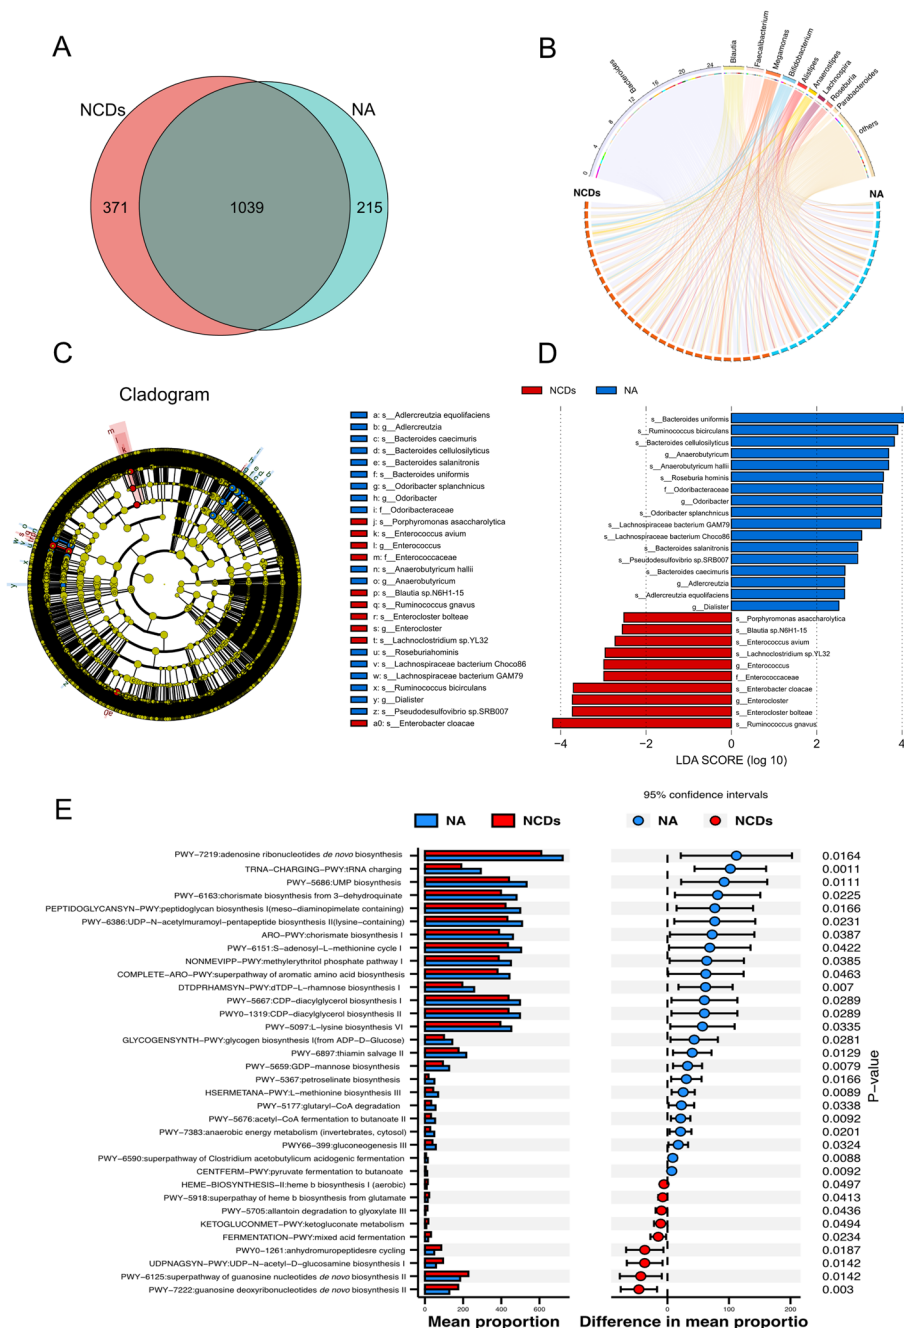 A
NCDs
NA
371
1039
215
B
Bacteroides
Blautia
Faecalibacterium
Megamonas
Bifidobacterium
Alistipes
Anaerostipes
Lachnospira
Roseburia
Parabacteroides
others
0
4
8
12
16
20
24
NCDs
NA
C
Cladogram
m
l
k
y
a0
a: s__Adlercreutzia equolifaciens
b: g__Adlercreutzia
c: s__Bacteroides caecimuris
d: s__Bacteroides cellulosilyticus
e: s__Bacteroides salanitronis
f: s__Bacteroides uniformis
g: s__Odoribacter splanchnicus
h: g__Odoribacter
i: f__Odoribacteraceae
j: s__Porphyromonas asaccharolytica
k: s__Enterococcus avium
l: g__Enterococcus
m: f__Enterococcaceae
n: s__Anaerobutyricum hallii
o: g__Anaerobutyricum
p: s__Blautia sp.N6H1-15
q: s__Ruminococcus gnavus
r: s__Enterocloster bolteae
s: g__Enterocloster
t: s__Lachnoclostridium sp.YL32
u: s__Roseburiahominis
v: s__Lachnospiraceae bacterium Choco86
w: s__Lachnospiraceae bacterium GAM79
x: s__Ruminococcus bicirculans
y: g__Dialister
z: s__Pseudodesulfovibrio sp.SRB007
a0: s__Enterobacter cloacae
D
NCDs
NA
s__Bacteroides uniformis
s__Ruminococcus bicirculans
s__Bacteroides cellulosilyticus
g__Anaerobutyricum
s__Anaerobutyricum hallii
s__Roseburia hominis
f__Odoribacteraceae
g__Odoribacter
s__Odoribacter splanchnicus
s__Lachnospiraceae bacterium GAM79
s__Lachnospiraceae bacterium Choco86
s__Bacteroides salanitronis
s__Pseudodesulfovibrio sp.SRB007
s__Bacteroides caecimuris
g__Adlercreutzia
s__Adlercreutzia equolifaciens
g__Dialister
s__Porphyromonas asaccharolytica
s__Blautia sp.N6H1-15
s__Enterococcus avium
s__Lachnoclostridium sp.YL32
g__Enterococcus
f__Enterococcaceae
s__Enterobacter cloacae
g__Enterocloster
s__Enterocloster bolteae
s__Ruminococcus gnavus
−4 −2 0 2 4
LDA SCORE (log 10)
E
NA
NCDs
95% confidence intervals
NA
NCDs
PWY−7219:adenosine ribonucleotides de novo biosynthesis 0.0164
TRNA−CHARGING−PWY:tRNA charging 0.0011
PWY−5686:UMP biosynthesis 0.0111
PWY−6163:chorismate biosynthesis from 3−dehydroquinate 0.0225
PEPTIDOGLYCANSYN−PWY:peptidoglycan biosynthesis I(meso−diaminopimelate containing) 0.0166
PWY−6386:UDP−N−acetylmuramoyl−pentapeptide biosynthesis II(lysine−containing) 0.0231
ARO−PWY:chorismate biosynthesis I 0.0387
PWY−6151:S−adenosyl−L−methionine cycle I 0.0422
NONMEVIPP−PWY:methylerythritol phosphate pathway I 0.0385
COMPLETE−ARO−PWY:superpathway of aromatic amino acid biosynthesis 0.0463
DTDPRHAMSYN−PWY:dTDP−L−rhamnose biosynthesis I 0.007
PWY−5667:CDP−diacylglycerol biosynthesis I 0.0289
PWY0−1319:CDP−diacylglycerol biosynthesis II 0.0289
PWY−5097:L−lysine biosynthesis VI 0.0335
GLYCOGENSYNTH−PWY:glycogen biosynthesis I(from ADP−D−Glucose) 0.0281
PWY−6897:thiamin salvage II 0.0129
PWY−5659:GDP−mannose biosynthesis 0.0079
PWY−5367:petroselinate biosynthesis 0.0166
HSERMETANA−PWY:L−methionine biosynthesis III 0.0089
PWY−5177:glutaryl−CoA degradation 0.0338
PWY−5676:acetyl−CoA fermentation to butanoate II 0.0092
PWY−7383:anaerobic energy metabolism (invertebrates, cytosol) 0.0201
PWY66−399:gluconeogenesis III 0.0324
PWY−6590:superpathway of Clostridium acetobutylicum acidogenic fermentation 0.0088
CENTFERM−PWY:pyruvate fermentation to butanoate 0.0092
HEME−BIOSYNTHESIS−II:heme b biosynthesis I (aerobic) 0.0497
PWY−5918:superpathay of heme b biosynthesis from glutamate 0.0413
PWY−5705:allantoin degradation to glyoxylate III 0.0436
KETOGLUCONMET−PWY:ketogluconate metabolism 0.0494
FERMENTATION−PWY:mixed acid fermentation 0.0234
PWY0−1261:anhydromuropeptidesre cycling 0.0187
UDPNAGSYN−PWY:UDP−N−acetyl−D−glucosamine biosynthesis I 0.0142
PWY−6125:superpathway of guanosine nucleotides de novo biosynthesis II 0.0142
PWY−7222:guanosine deoxyribonucleotides de novo biosynthesis II 0.003
P−value
0 200 400 600
Mean proportion
0 100 200
Difference in mean proportio